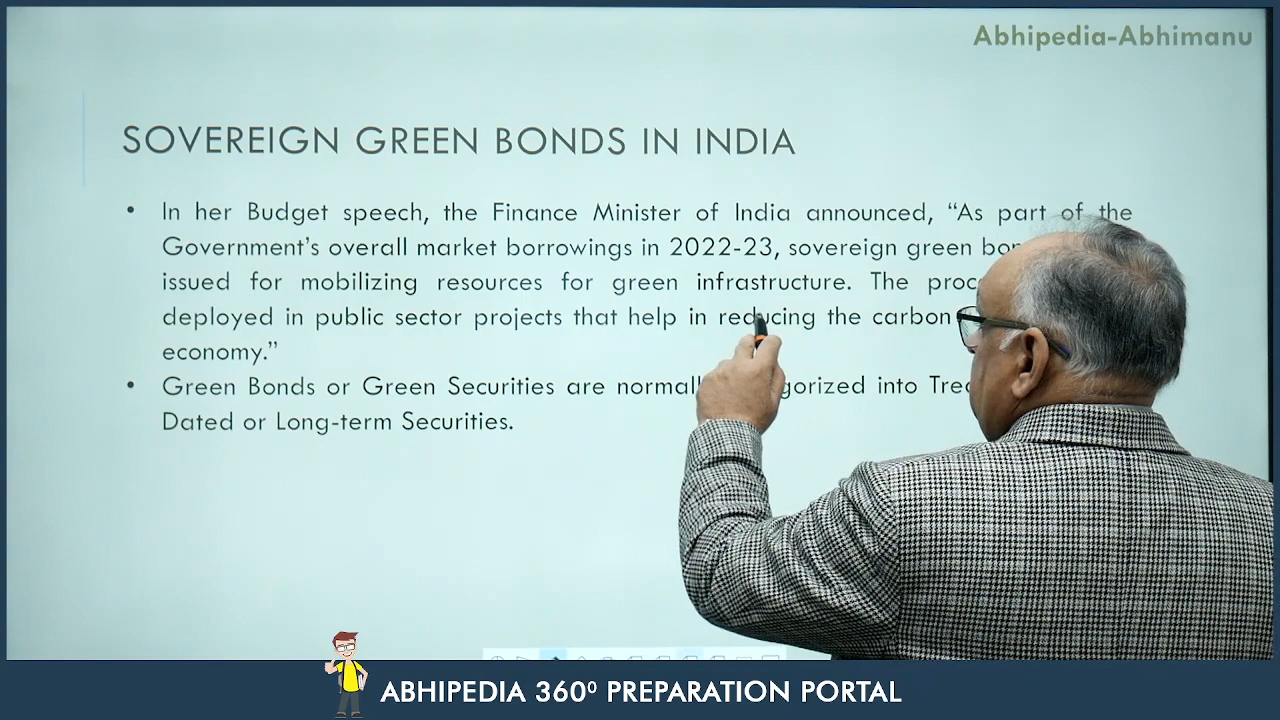 Abhipedia-Abhimanu
SOVEREIGN GREEN BONDS IN INDIA
• In her Budget speech, the Finance Minister of India announced, “As part of the
Government’s overall market borrowings in 2022-23, sovereign green
issued for mobilizing resources for green infrastructure. The
deployed in public sector projects that help in reducing the carbon
economy.”
• Green Bonds or Green Securities are into
Dated or Long-term Securities.
ABHIPEDIA 360⁰ PREPARATION PORTAL